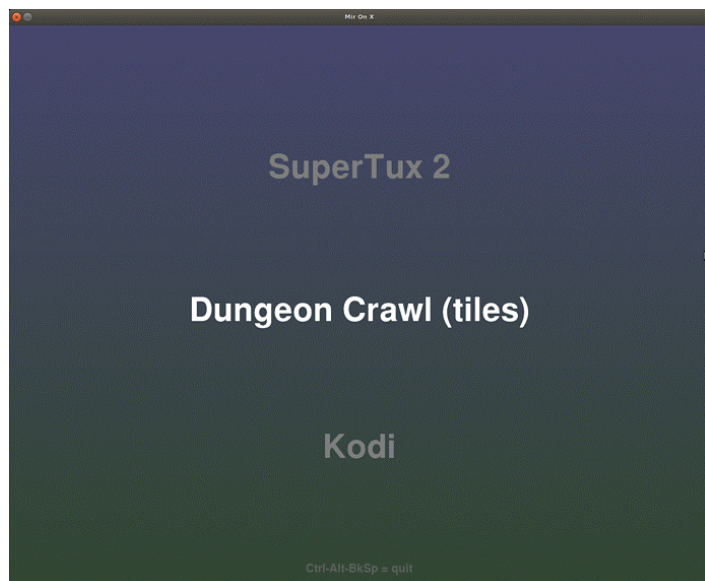 Mir On X
SuperTux 2
Dungeon Crawl (tiles)
Kodi
Ctrl-Alt-BkSp = quit